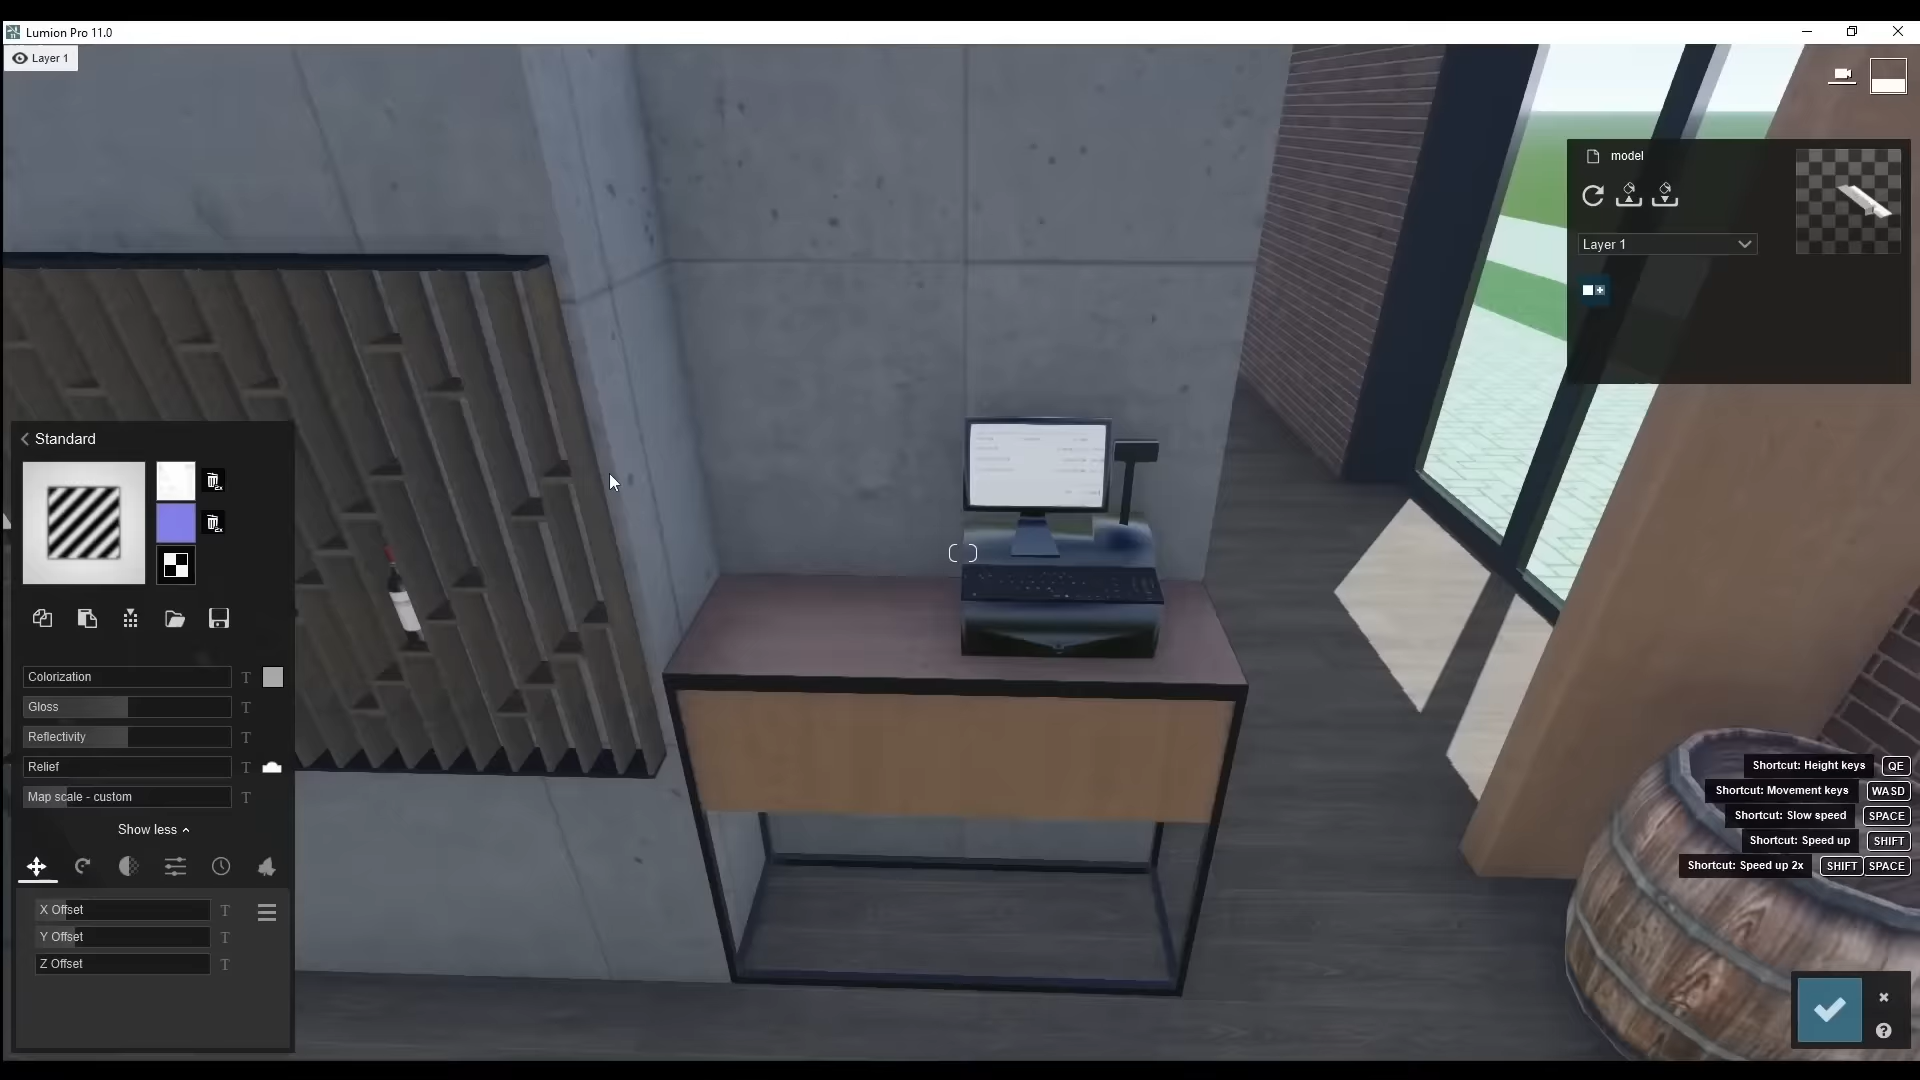 Lumion Pro 11.0
Layer 1
model
Layer 1
Standard
Colorization T
Gloss T
Reflectivity T
Relief T
Map scale - custom T
Show less
X Offset T
Y Offset T
Z Offset T
Shortcut: Height keys QE
Shortcut: Movement keys WASD
Shortcut: Slow speed SPACE
Shortcut: Speed up SHIFT
Shortcut: Speed up 2x SHIFT SPACE